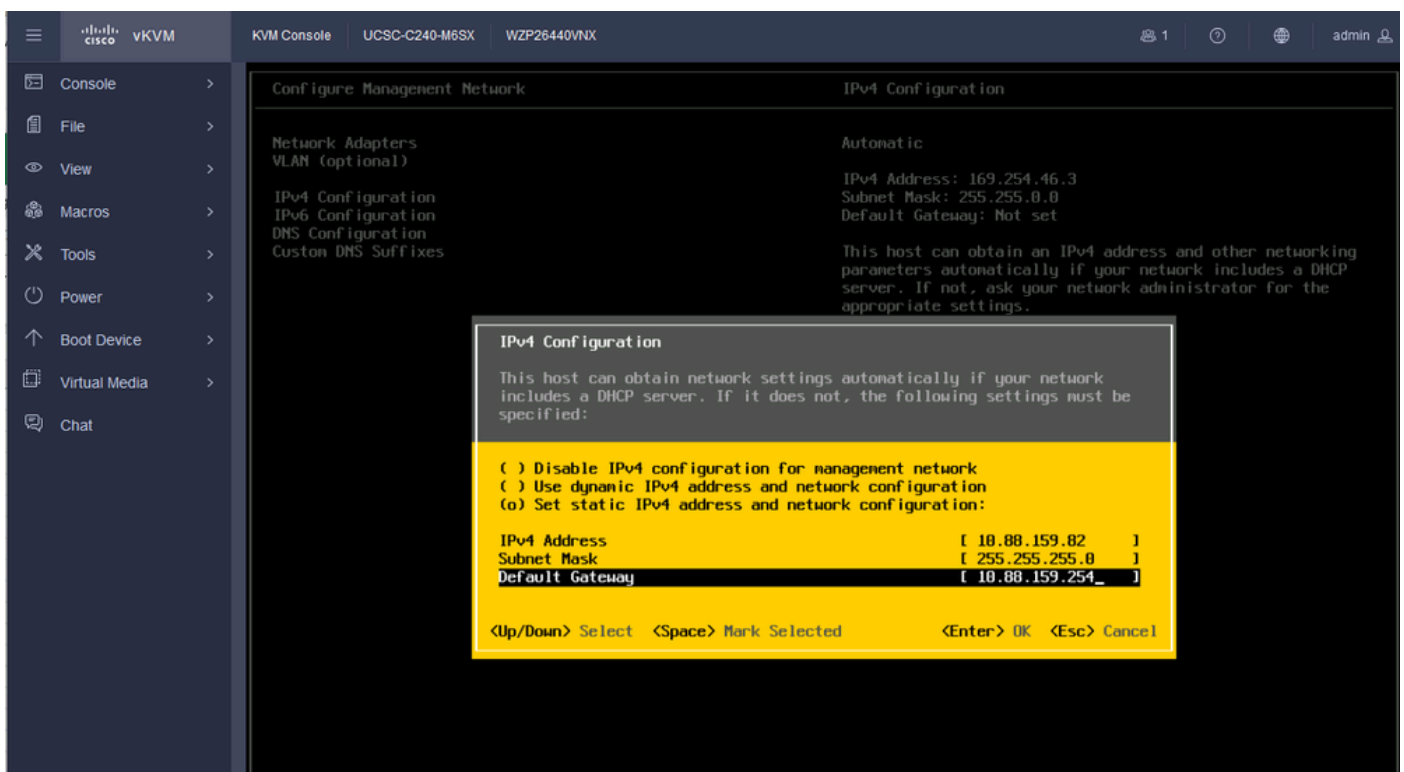 cisco vKVM KVM Console UCSC-C240-M6SX WZP26440VNX 1 admin
Console
File
View
Macros
Tools
Power
Boot Device
Virtual Media
Chat
Configure Management Network IPv4 Configuration
Network Adapters
VLAN (optional)
IPv4 Configuration
IPv6 Configuration
DNS Configuration
Custom DNS Suffixes
Automatic
IPv4 Address: 169.254.46.3
Subnet Mask: 255.255.0.0
Default Gateway: Not set
This host can obtain an IPv4 address and other networking
parameters automatically if your network includes a DHCP
server. If not, ask your network administrator for the
appropriate settings.
IPv4 Configuration
This host can obtain network settings automatically if your network
includes a DHCP server. If it does not, the following settings must be
specified:
( ) Disable IPv4 configuration for management network
( ) Use dynamic IPv4 address and network configuration
(o) Set static IPv4 address and network configuration:
IPv4 Address [ 10.88.159.82 ]
Subnet Mask [ 255.255.255.0 ]
Default Gateway [ 10.88.159.254_ ]
<Up/Down> Select <Space> Mark Selected <Enter> OK <Esc> Cancel